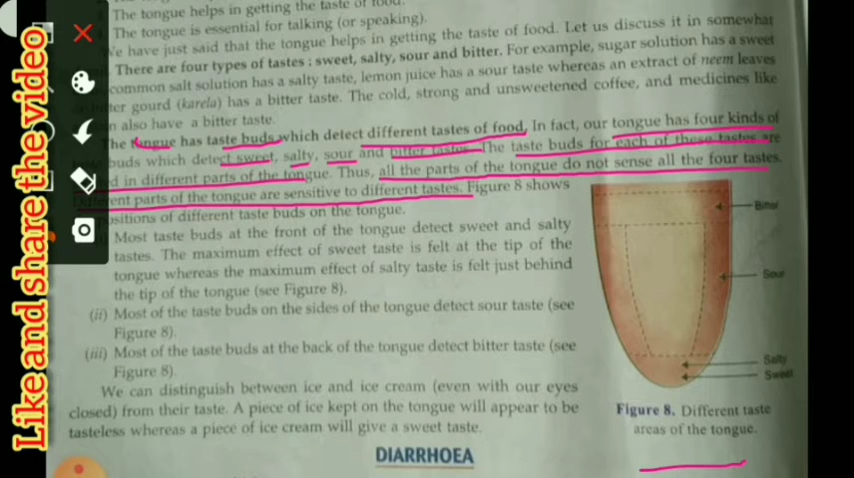 The tongue helps in getting the taste of food.
The tongue is essential for talking (or speaking).
We have just said that the tongue helps in getting the taste of food. Let us discuss it in somewhat
There are four types of tastes : sweet, salty, sour and bitter. For example, sugar solution has a sweet
common salt solution has a salty taste, lemon juice has a sour taste whereas an extract of neem leaves
gourd (karela) has a bitter taste. The cold, strong and unsweetened coffee, and medicines like
also have a bitter taste.
The tongue has taste buds which detect different tastes of food. In fact, our tongue has four kinds of
buds which detect sweet, salty, sour and bitter tastes. The taste buds for each of these tastes are
in different parts of the tongue. Thus, all the parts of the tongue do not sense all the four tastes.
Different parts of the tongue are sensitive to different tastes. Figure 8 shows
positions of different taste buds on the tongue.
Most taste buds at the front of the tongue detect sweet and salty
tastes. The maximum effect of sweet taste is felt at the tip of the
tongue whereas the maximum effect of salty taste is felt just behind
the tip of the tongue (see Figure 8).
(ii) Most of the taste buds on the sides of the tongue detect sour taste (see
Figure 8).
(iii) Most of the taste buds at the back of the tongue detect bitter taste (see
Figure 8).
We can distinguish between ice and ice cream (even with our eyes
closed) from their taste. A piece of ice kept on the tongue will appear to be
tasteless whereas a piece of ice cream will give a sweet taste.
Bitter
Sour
Salty
Sweet
Figure 8. Different taste
areas of the tongue.
DIARRHOEA
Like and share the video